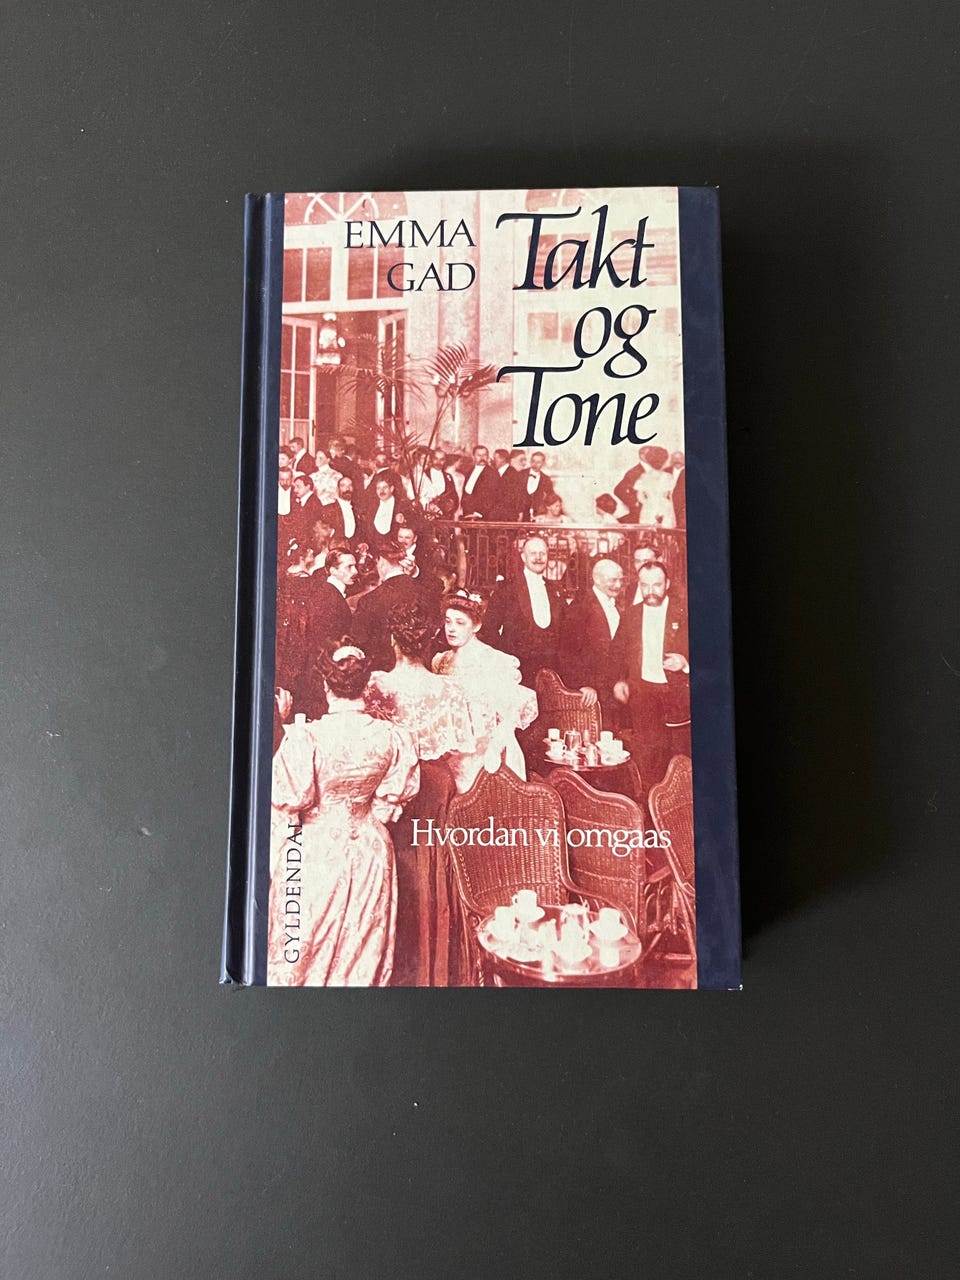 EMMA
GAD
Takt
og
Tone
Hvordan vi omgaas
GYLDENDAL